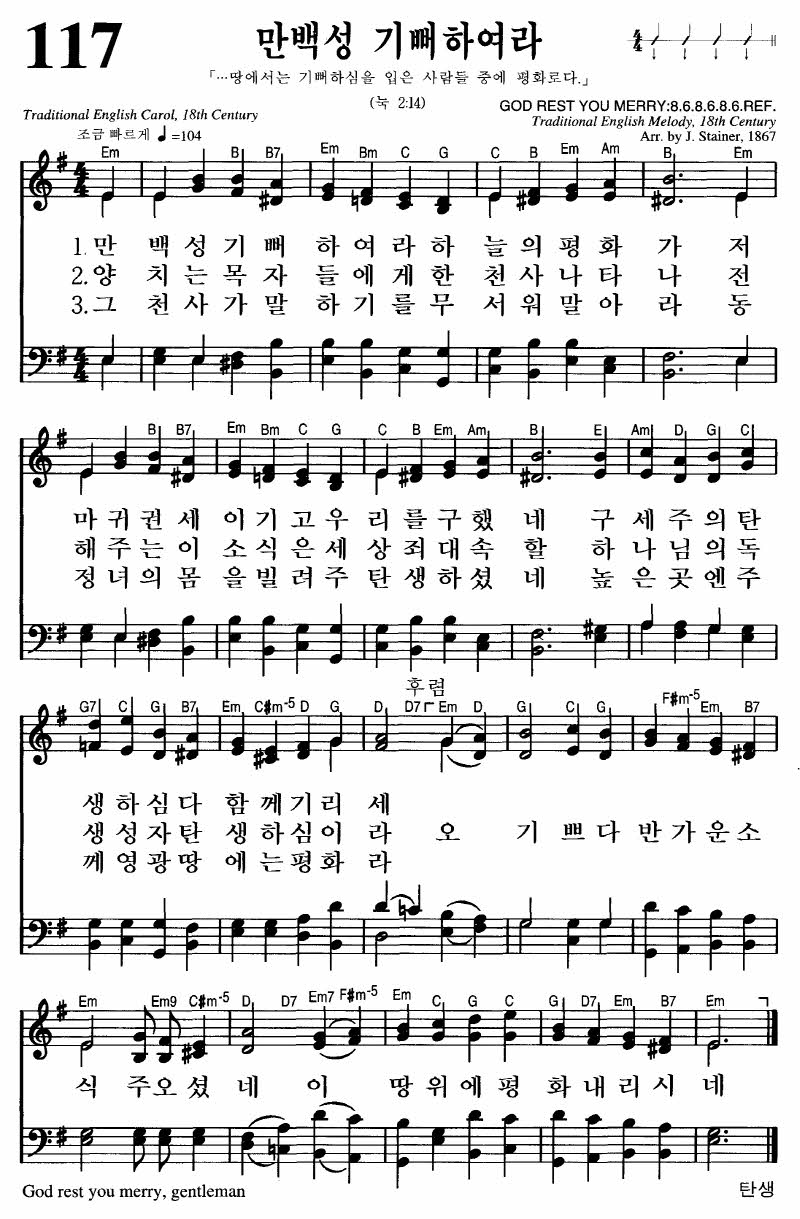 117
만백성 기뻐하여라
「…땅에서는 기뻐하심을 입은 사람들 중에 평화로다.」
(눅 2:14)
GOD REST YOU MERRY:8.6.8.6.8.6.REF.
Traditional English Carol, 18th Century
Traditional English Melody, 18th Century
조금 빠르게 ♩=104
Arr. by J. Stainer, 1867
Em B B7 Em Bm C G C B Em Am B Em
1.만 백성기뻐 하여라하 늘의평화 가 저
2.양 치는목자 들에게한 천사나타 나 전
3.그 천사가말 하기를무 서워말아 라 동
B B7 Em Bm C G C B Em Am B E Am D G C
마귀권세 이기고우 리를구했 네 구 세주의탄
해주는이 소식은세 상죄대속 할 하 나님의독
정녀의몸 을빌려주 탄생하셨 네 높 은곳엔주
후렴
G7 C G B7 Em C#m-5 D G D D7 Em D G C G F#m-5 Em B7
생하심다 함께기리 세
생성자탄 생하심이 라 오 기 쁘다 반가운소
께영광땅 에는평화 라
Em Em9 C#m-5 D D7 Em7 F#m-5 Em C G C G D7 Em B7 Em
식 주오셨 네 이 땅위에평 화내리시 네
God rest you merry, gentleman
탄생